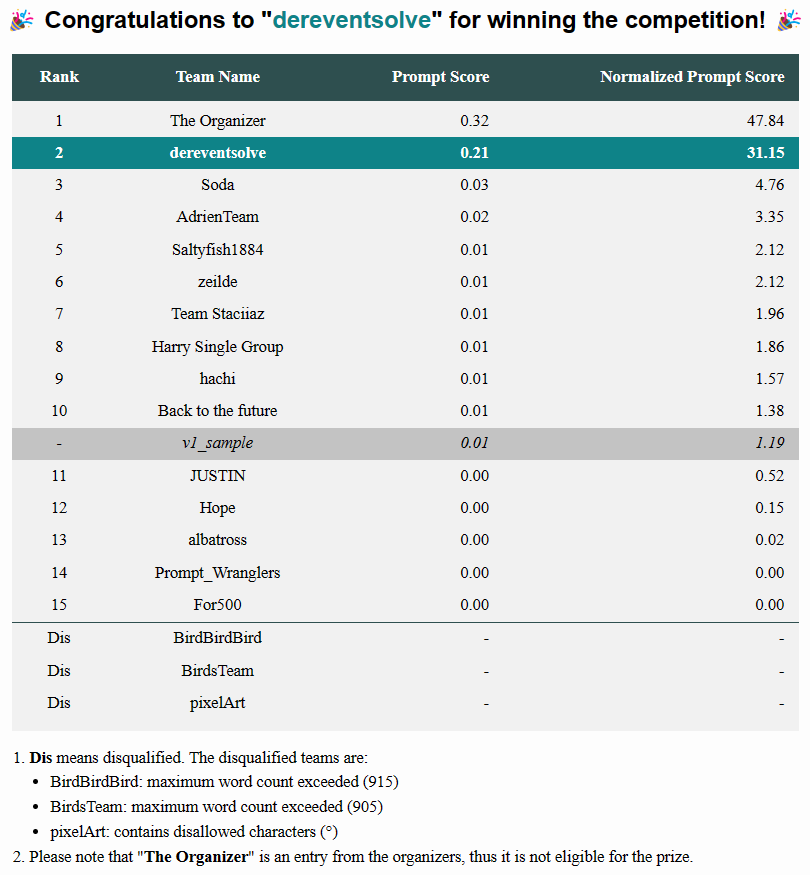 🎉 Congratulations to "dereventsolve" for winning the competition! 🎉
Rank Team Name Prompt Score Normalized Prompt Score
1 The Organizer 0.32 47.84
2 dereventsolve 0.21 31.15
3 Soda 0.03 4.76
4 AdrienTeam 0.02 3.35
5 Saltyfish1884 0.01 2.12
6 zeilde 0.01 2.12
7 Team Staciiaz 0.01 1.96
8 Harry Single Group 0.01 1.86
9 hachi 0.01 1.57
10 Back to the future 0.01 1.38
- v1_sample 0.01 1.19
11 JUSTIN 0.00 0.52
12 Hope 0.00 0.15
13 albatross 0.00 0.02
14 Prompt_Wranglers 0.00 0.00
15 For500 0.00 0.00
Dis BirdBirdBird - -
Dis BirdsTeam - -
Dis pixelArt - -
1. Dis means disqualified. The disqualified teams are:
• BirdBirdBird: maximum word count exceeded (915)
• BirdsTeam: maximum word count exceeded (905)
• pixelArt: contains disallowed characters (°)
2. Please note that "The Organizer" is an entry from the organizers, thus it is not eligible for the prize.